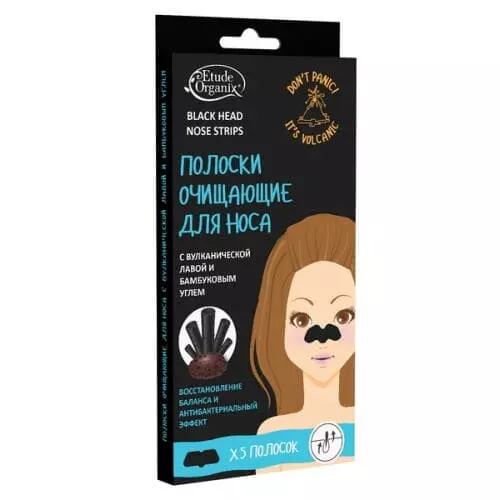 Etude
Organix®
BLACK HEAD
NOSE STRIPS
DON'T PANIC!
IT'S VOLCANIC
ПОЛОСКИ
ОЧИЩАЮЩИЕ
ДЛЯ НОСА
С ВУЛКАНИЧЕСКОЙ
ЛАВОЙ И
БАМБУКОВЫМ
УГЛЕМ
ВОССТАНОВЛЕНИЕ
БАЛАНСА И
АНТИБАКТЕРИАЛЬНЫЙ
ЭФФЕКТ
X5 ПОЛОСОК
ПОЛОСКИ ОЧИЩАЮЩИЕ ДЛЯ НОСА С ВУЛКАНИЧЕСКОЙ ЛАВОЙ И БАМБУКОВЫМ УГЛЕМ